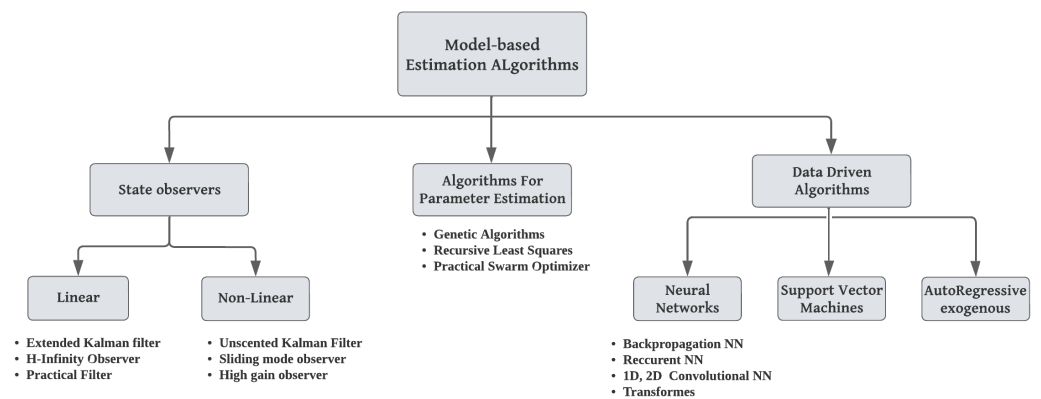 Model-based
Estimation ALgorithms
State observers
Algorithms For
Parameter Estimation
Data Driven
Algorithms
• Genetic Algorithms
• Recursive Least Squares
• Practical Swarm Optimizer
Linear
Non-Linear
Neural
Networks
Support Vector
Machines
AutoRegressive
exogenous
• Extended Kalman filter
• H-Infinity Observer
• Practical Filter
• Unscented Kalman Filter
• Sliding mode observer
• High gain observer
• Backpropagation NN
• Reccurent NN
• 1D, 2D Convolutional NN
• Transformes